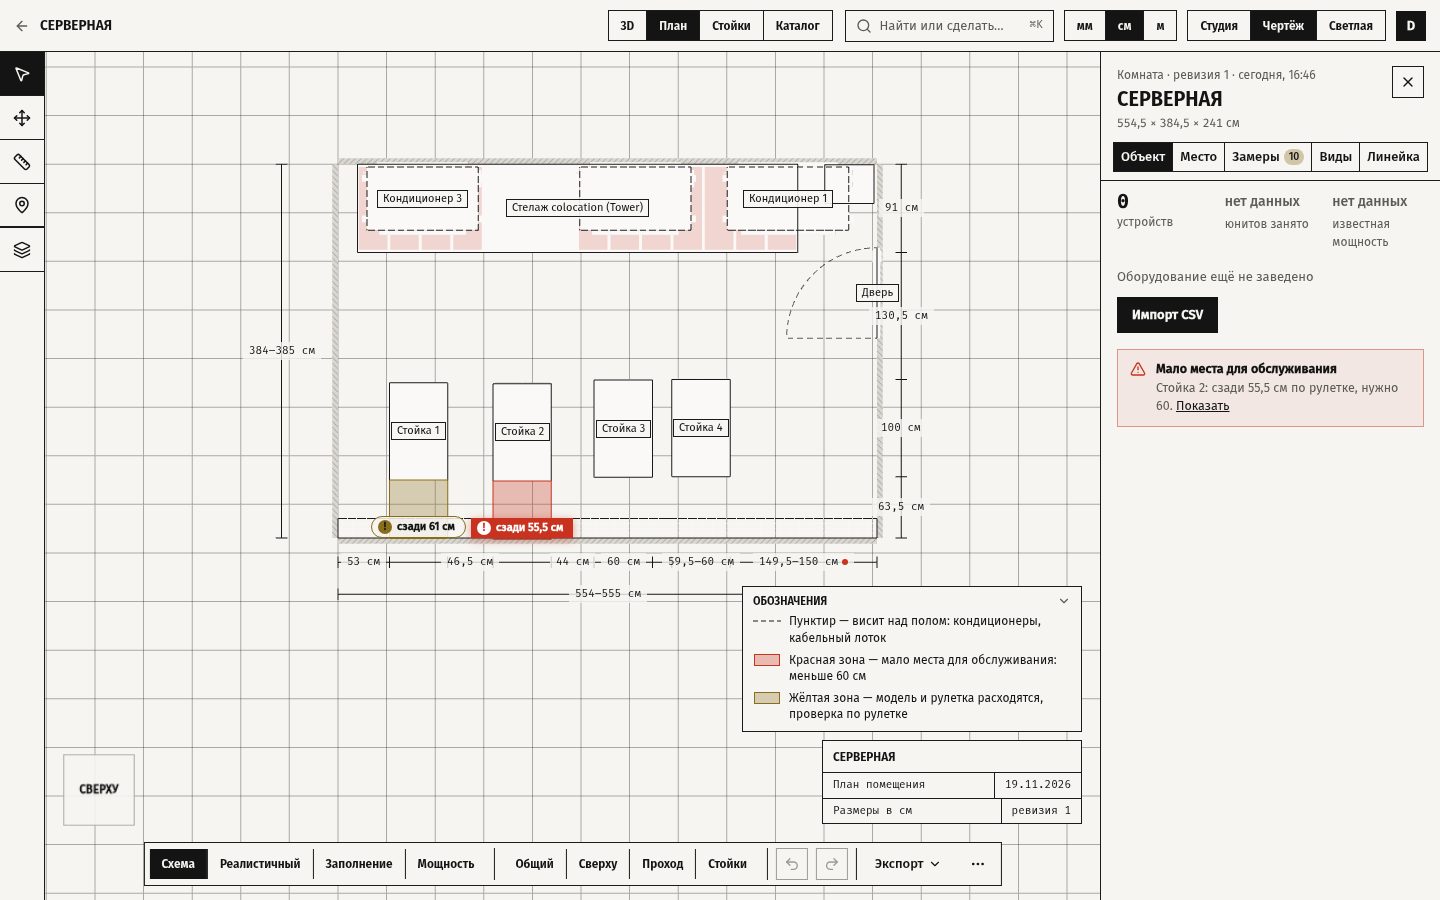 СЕРВЕРНАЯ
3D План Стойки Каталог
Найти или сделать... ⌘K
мм см м
Студия Чертёж Светлая
D
Комната · ревизия 1 · сегодня, 16:46
СЕРВЕРНАЯ
554,5 × 384,5 × 241 см
Объект Место Замеры 10 Виды Линейка
0 нет данных нет данных
устройств юнитов занято известная
мощность
Оборудование ещё не заведено
Импорт CSV
Мало места для обслуживания
Стойка 2: сзади 55,5 см по рулетке, нужно
60. Показать
Кондиционер 3
Стелаж colocation (Tower)
Кондиционер 1
91 см
Дверь
130,5 см
384–385 см
Стойка 1
Стойка 2
Стойка 3
Стойка 4
100 см
63,5 см
! сзади 61 см
! сзади 55,5 см
53 см 46,5 см 44 см 60 см 59,5–60 см 149,5–150 см
554–555 см
ОБОЗНАЧЕНИЯ
Пунктир — висит над полом: кондиционеры,
кабельный лоток
Красная зона — мало места для обслуживания:
меньше 60 см
Жёлтая зона — модель и рулетка расходятся,
проверка по рулетке
СЕРВЕРНАЯ
План помещения 19.11.2026
Размеры в см ревизия 1
СВЕРХУ
Схема Реалистичный Заполнение Мощность Общий Сверху Проход Стойки Экспорт